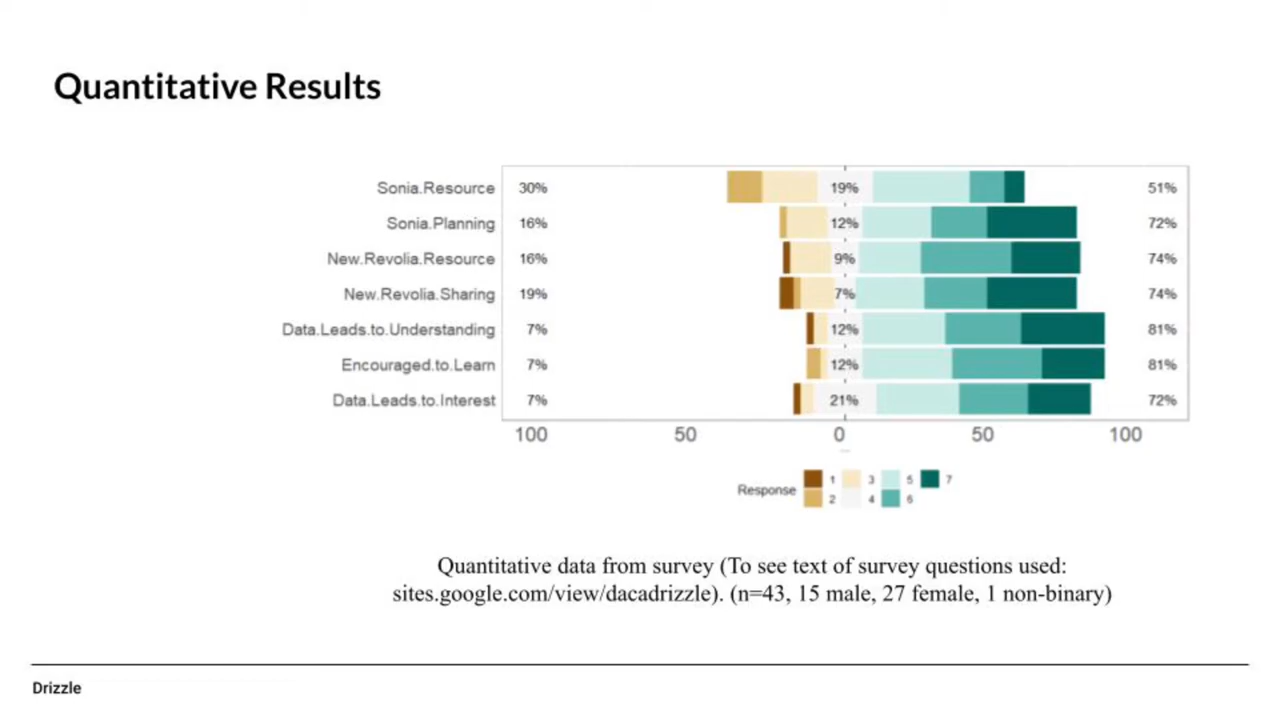 Quantitative Results
Sonia.Resource 30% 19% 51%
Sonia.Planning 16% 12% 72%
New.Revolia.Resource 16% 9% 74%
New.Revolia.Sharing 19% 7% 74%
Data.Leads.to.Understanding 7% 12% 81%
Encouraged.to.Learn 7% 12% 81%
Data.Leads.to.Interest 7% 21% 72%
100 50 0 50 100
Response 1 3 5 7
2 4 6
Quantitative data from survey (To see text of survey questions used:
sites.google.com/view/dacadrizzle). (n=43, 15 male, 27 female, 1 non-binary)
Drizzle